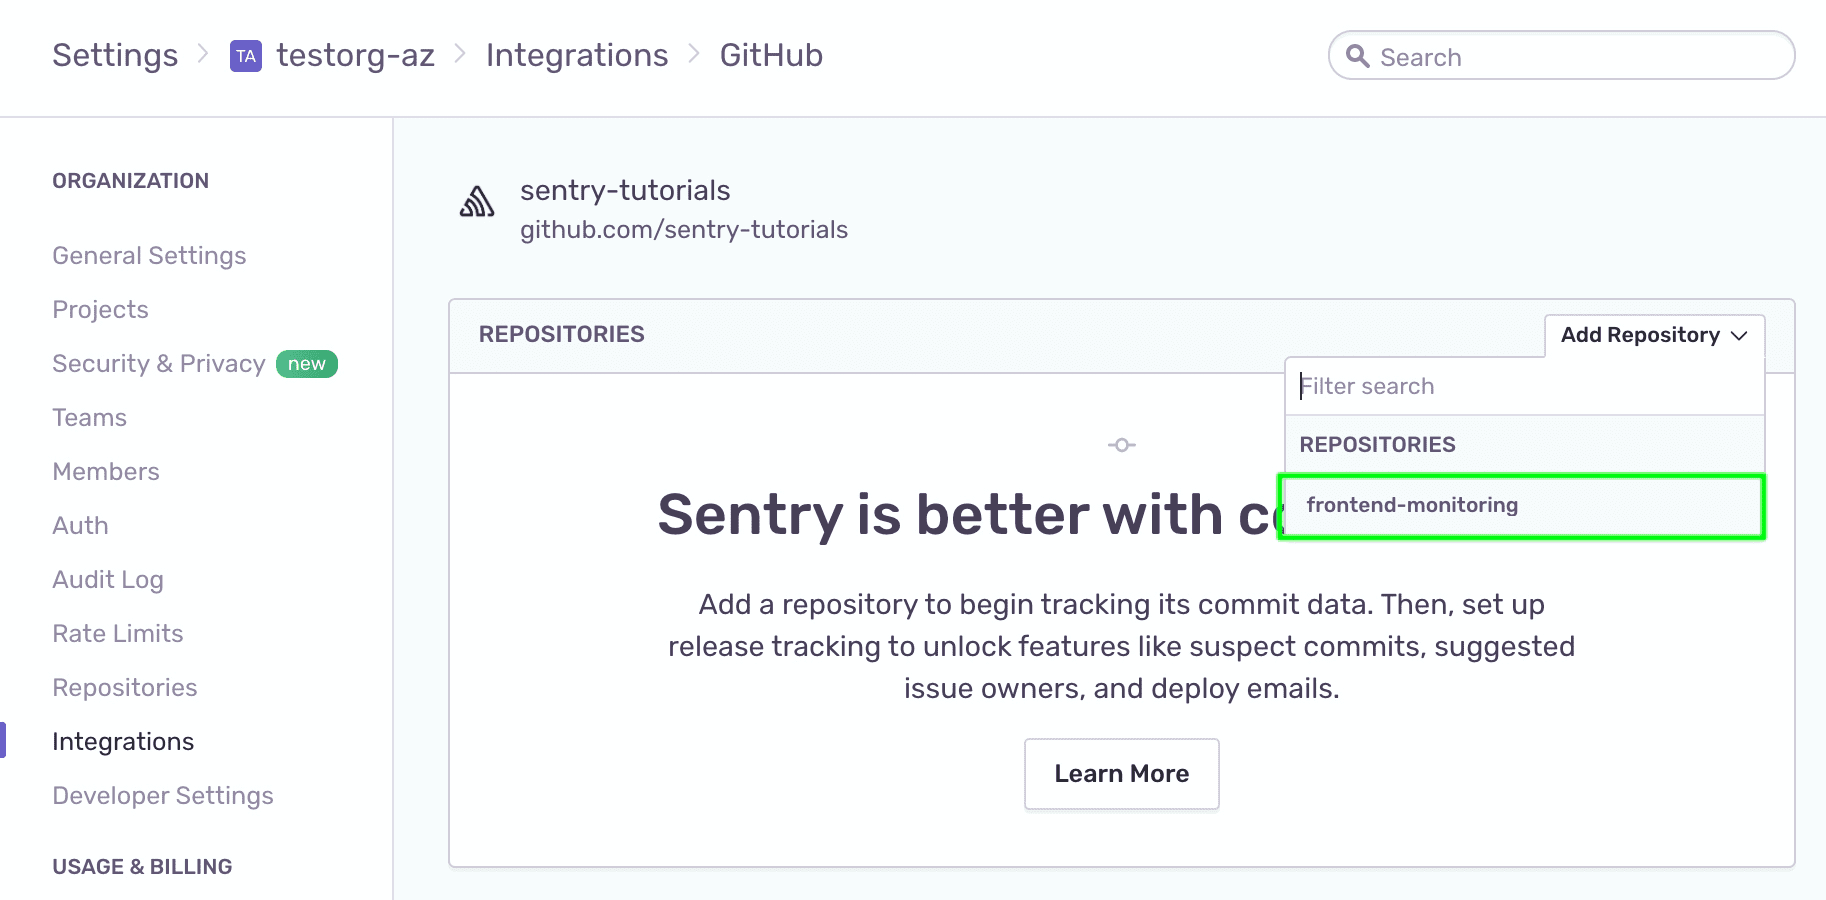 Settings > TA testorg-az > Integrations > GitHub
Search
ORGANIZATION
General Settings
Projects
Security & Privacy new
Teams
Members
Auth
Audit Log
Rate Limits
Repositories
Integrations
Developer Settings
USAGE & BILLING
sentry-tutorials
github.com/sentry-tutorials
REPOSITORIES
Add Repository
Filter search
REPOSITORIES
frontend-monitoring
Sentry is better with
Add a repository to begin tracking its commit data. Then, set up
release tracking to unlock features like suspect commits, suggested
issue owners, and deploy emails.
Learn More